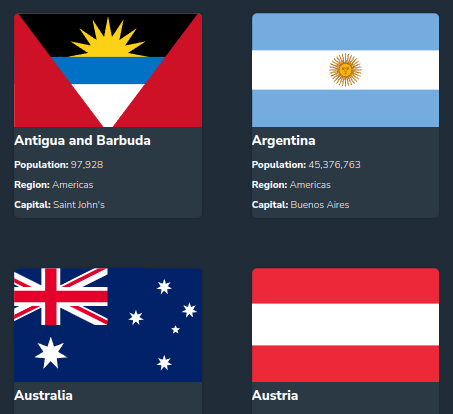 Antigua and Barbuda
Population: 97,928
Region: Americas
Capital: Saint John's
Argentina
Population: 45,376,763
Region: Americas
Capital: Buenos Aires
Australia
Austria